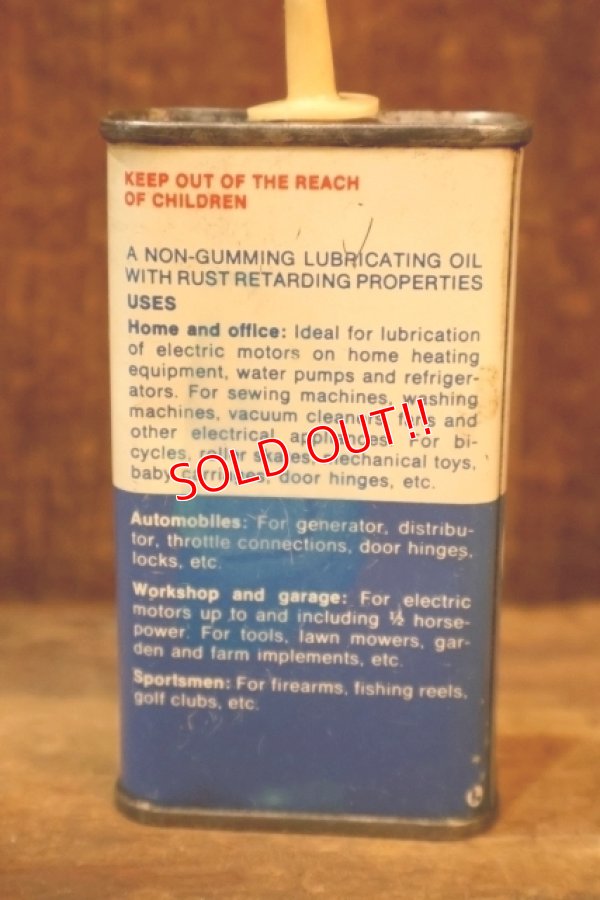 KEEP OUT OF THE REACH
OF CHILDREN
A NON-GUMMING LUBRICATING OIL
WITH RUST RETARDING PROPERTIES
USES
Home and office: Ideal for lubrication
of electric motors on home heating
equipment, water pumps and refriger-
ators. For sewing machines, washing
machines, vacuum cleaners, fans and
other electrical appliances. For bi-
cycles, roller skates, mechanical toys,
baby carriages, door hinges, etc.
SOLD OUT!!
Automobiles: For generator, distribu-
tor, throttle connections, door hinges,
locks, etc.
Workshop and garage: For electric
motors up to and including ½ horse-
power. For tools, lawn mowers, gar-
den and farm implements, etc.
Sportsmen: For firearms, fishing reels,
golf clubs, etc.